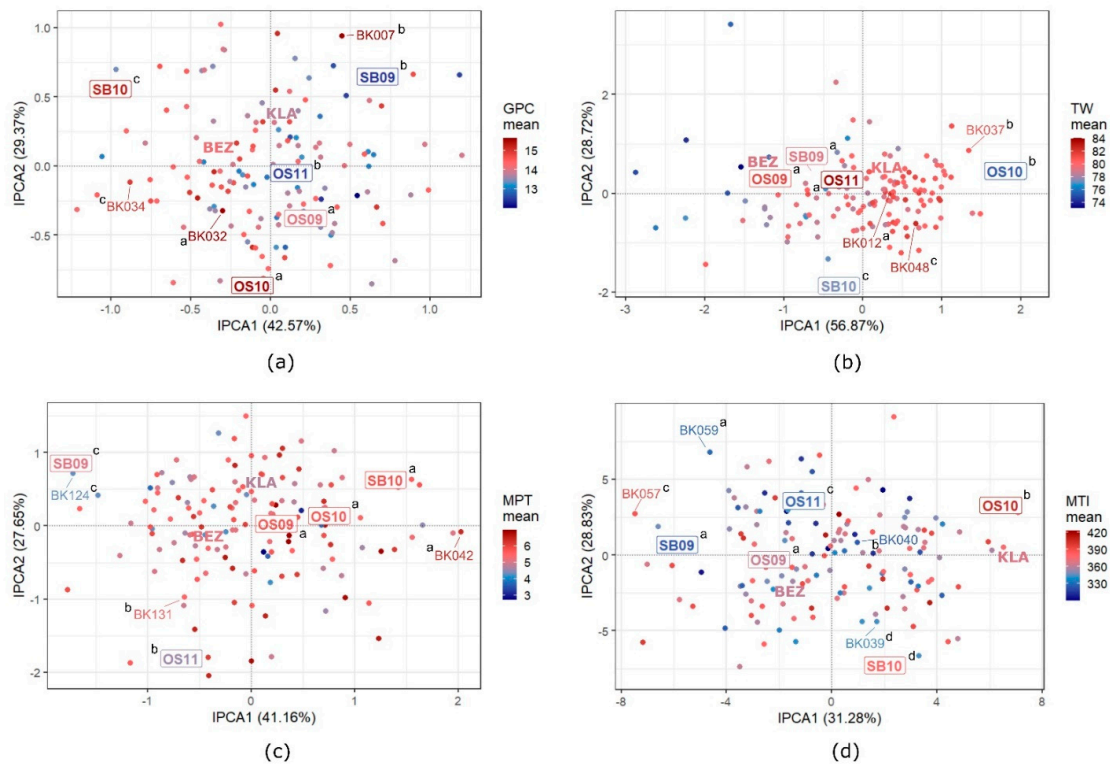 1.0
0.5
0.0
-0.5
IPCA2 (29.37%)
BK007 b
b
SB09
SB10 c
KLA
BEZ
b
OS11
c BK034
a BK032
OS09 a
OS10 a
-1.0 -0.5 0.0 0.5 1.0
IPCA1 (42.57%)
GPC
mean
15
14
13
(a)
2
0
-2
IPCA2 (28.72%)
BK037 b
BEZ
SB09 a
KLA
OS09 a
OS11 a
OS10 b
BK012 a
BK048 c
SB10 c
-3 -2 -1 0 1 2
IPCA1 (56.87%)
TW
mean
84
82
80
78
76
74
(b)
1
0
-1
-2
IPCA2 (27.65%)
SB09 c
BK124 c
KLA
SB10 a
OS09 a
OS10 a
BEZ
BK042 a
b BK131
b OS11
-1 0 1 2
IPCA1 (41.16%)
MPT
mean
6
5
4
3
(c)
5
0
-5
IPCA2 (28.83%)
BK059 a
BK057 c
OS11 c
OS10 b
SB09 a
BK040 b
OS09 a
KLA
BEZ
BK039 d
SB10 d
-8 -4 0 4 8
IPCA1 (31.28%)
MTI
mean
420
390
360
330
(d)